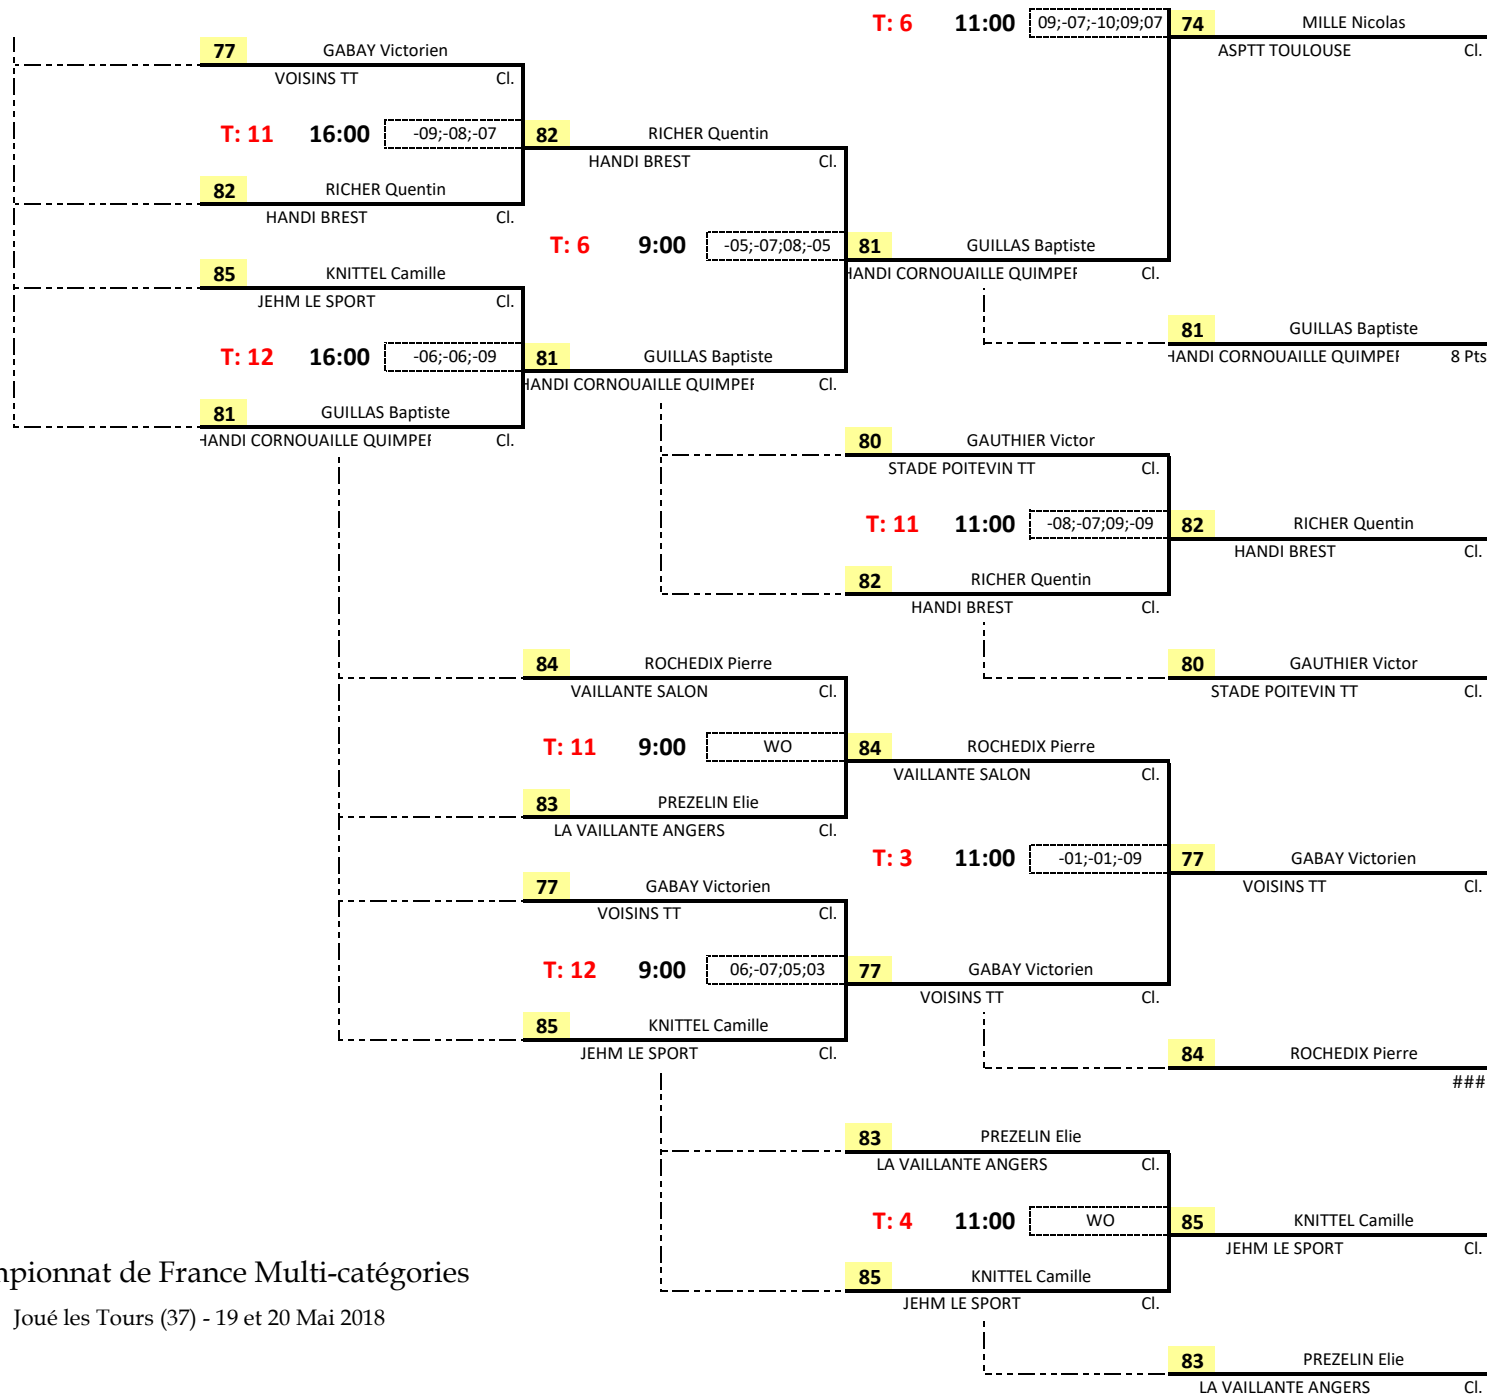 T: 6 11:00 09;-07;-10;09;07 74 MILLE Nicolas
ASPTT TOULOUSE Cl.
77 GABAY Victorien
VOISINS TT Cl.
T: 11 16:00 -09;-08;-07 82 RICHER Quentin
HANDI BREST Cl.
82 RICHER Quentin
HANDI BREST Cl.
T: 6 9:00 -05;-07;08;-05 81 GUILLAS Baptiste
HANDI CORNOUAILLE QUIMPER Cl.
85 KNITTEL Camille
JEHM LE SPORT Cl.
81 GUILLAS Baptiste
HANDI CORNOUAILLE QUIMPER 8 Pts
T: 12 16:00 -06;-06;-09 81 GUILLAS Baptiste
HANDI CORNOUAILLE QUIMPER Cl.
81 GUILLAS Baptiste
HANDI CORNOUAILLE QUIMPER Cl.
80 GAUTHIER Victor
STADE POITEVIN TT Cl.
T: 11 11:00 -08;-07;09;-09 82 RICHER Quentin
HANDI BREST Cl.
82 RICHER Quentin
HANDI BREST Cl.
84 ROCHEDIX Pierre
VAILLANTE SALON Cl.
80 GAUTHIER Victor
STADE POITEVIN TT Cl.
T: 11 9:00 WO 84 ROCHEDIX Pierre
VAILLANTE SALON Cl.
83 PREZELIN Elie
LA VAILLANTE ANGERS Cl.
T: 3 11:00 -01;-01;-09 77 GABAY Victorien
VOISINS TT Cl.
77 GABAY Victorien
VOISINS TT Cl.
T: 12 9:00 06;-07;05;03 77 GABAY Victorien
VOISINS TT Cl.
85 KNITTEL Camille
JEHM LE SPORT Cl.
84 ROCHEDIX Pierre
###
83 PREZELIN Elie
LA VAILLANTE ANGERS Cl.
T: 4 11:00 WO 85 KNITTEL Camille
JEHM LE SPORT Cl.
85 KNITTEL Camille
JEHM LE SPORT Cl.
mpionnat de France Multi-catégories
Joué les Tours (37) - 19 et 20 Mai 2018
83 PREZELIN Elie
LA VAILLANTE ANGERS Cl.